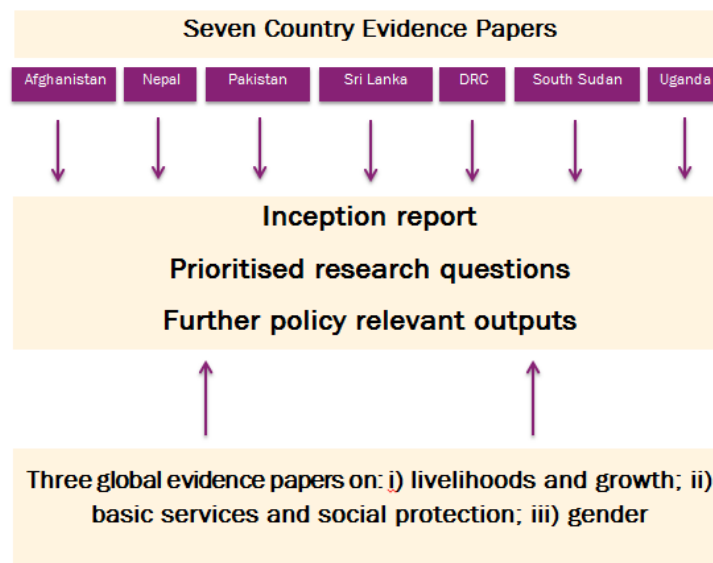 Seven Country Evidence Papers
Afghanistan Nepal Pakistan Sri Lanka DRC South Sudan Uganda
Inception report
Prioritised research questions
Further policy relevant outputs
Three global evidence papers on: i) livelihoods and growth; ii)
basic services and social protection; iii) gender